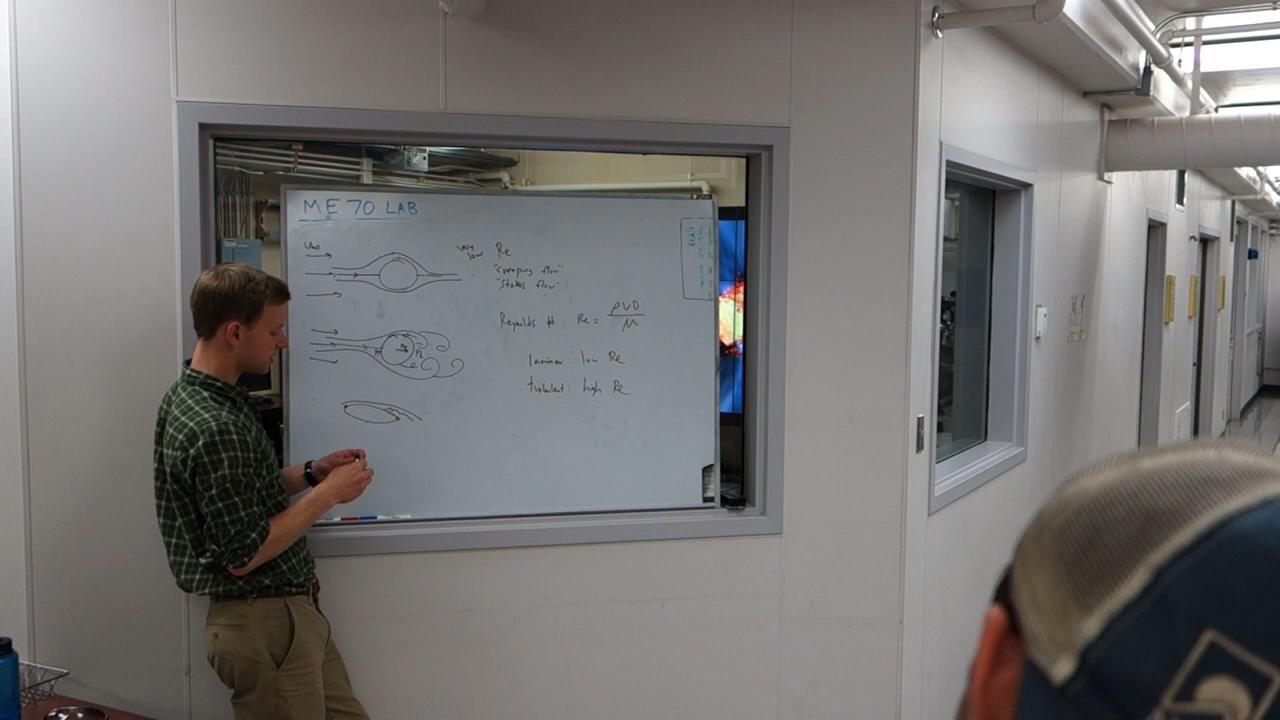 ME 70 LAB
U∞
very low Re
"creeping flow"
"Stokes flow"
Reynolds # : Re = ρVD / μ
laminar: low Re
turbulent: high Re